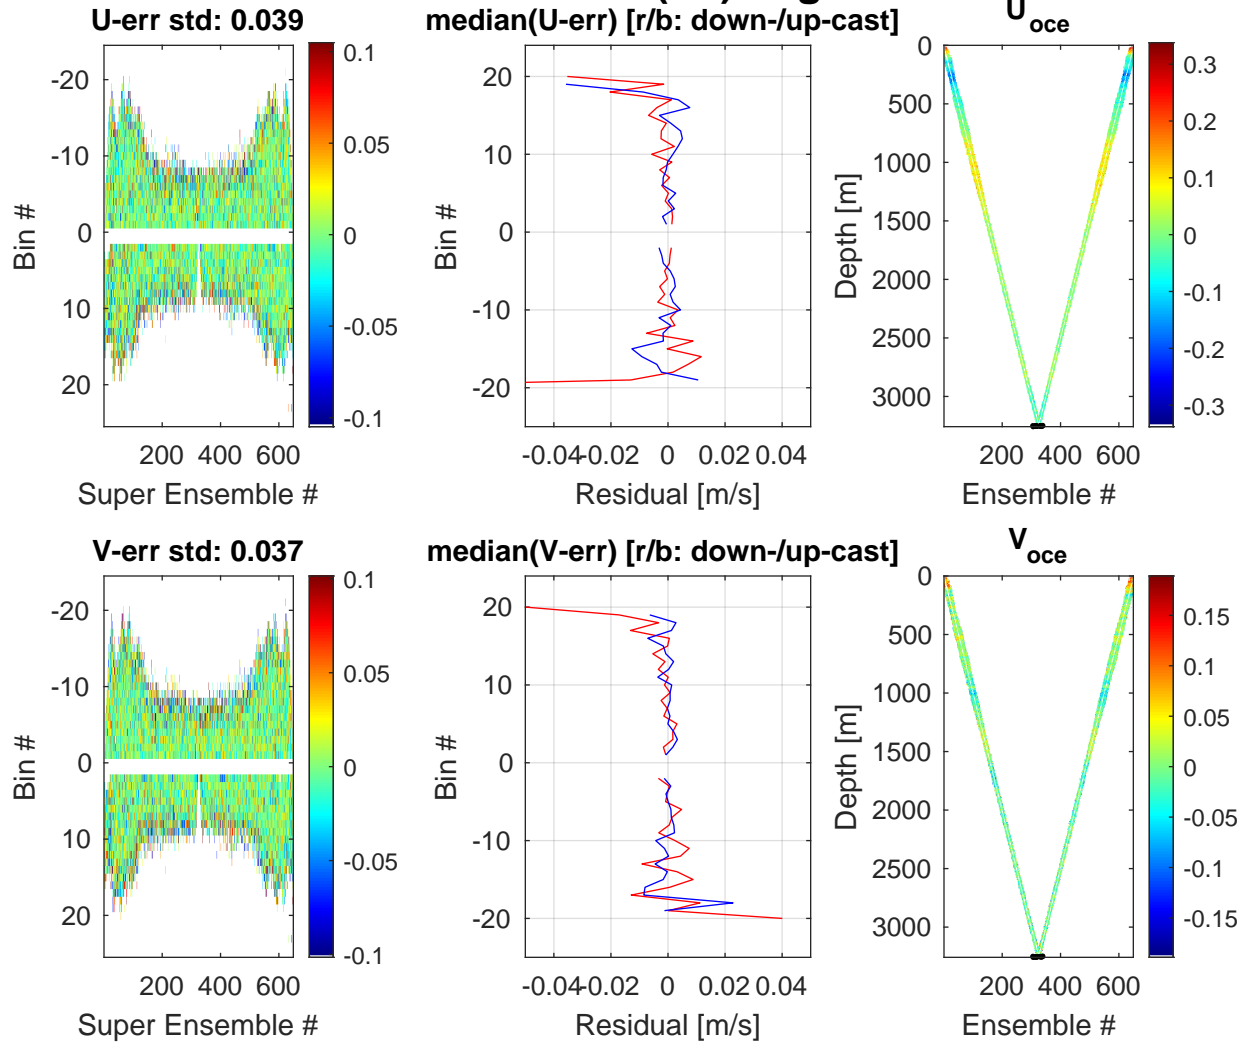 U-err std: 0.039
median(U-err) [r/b: down-/up-cast]
U_oce
-20
-10
0
10
20
Bin #
200 400 600
Super Ensemble #
0.1
0.05
0
-0.05
-0.1
20
10
0
-10
-20
Bin #
-0.04 -0.02 0 0.02 0.04
Residual [m/s]
0
500
1000
1500
2000
2500
3000
Depth [m]
200 400 600
Ensemble #
0.3
0.2
0.1
0
-0.1
-0.2
-0.3
V-err std: 0.037
median(V-err) [r/b: down-/up-cast]
V_oce
-20
-10
0
10
20
Bin #
200 400 600
Super Ensemble #
0.1
0.05
0
-0.05
-0.1
20
10
0
-10
-20
Bin #
-0.04 -0.02 0 0.02 0.04
Residual [m/s]
0
500
1000
1500
2000
2500
3000
Depth [m]
200 400 600
Ensemble #
0.15
0.1
0.05
0
-0.05
-0.1
-0.15